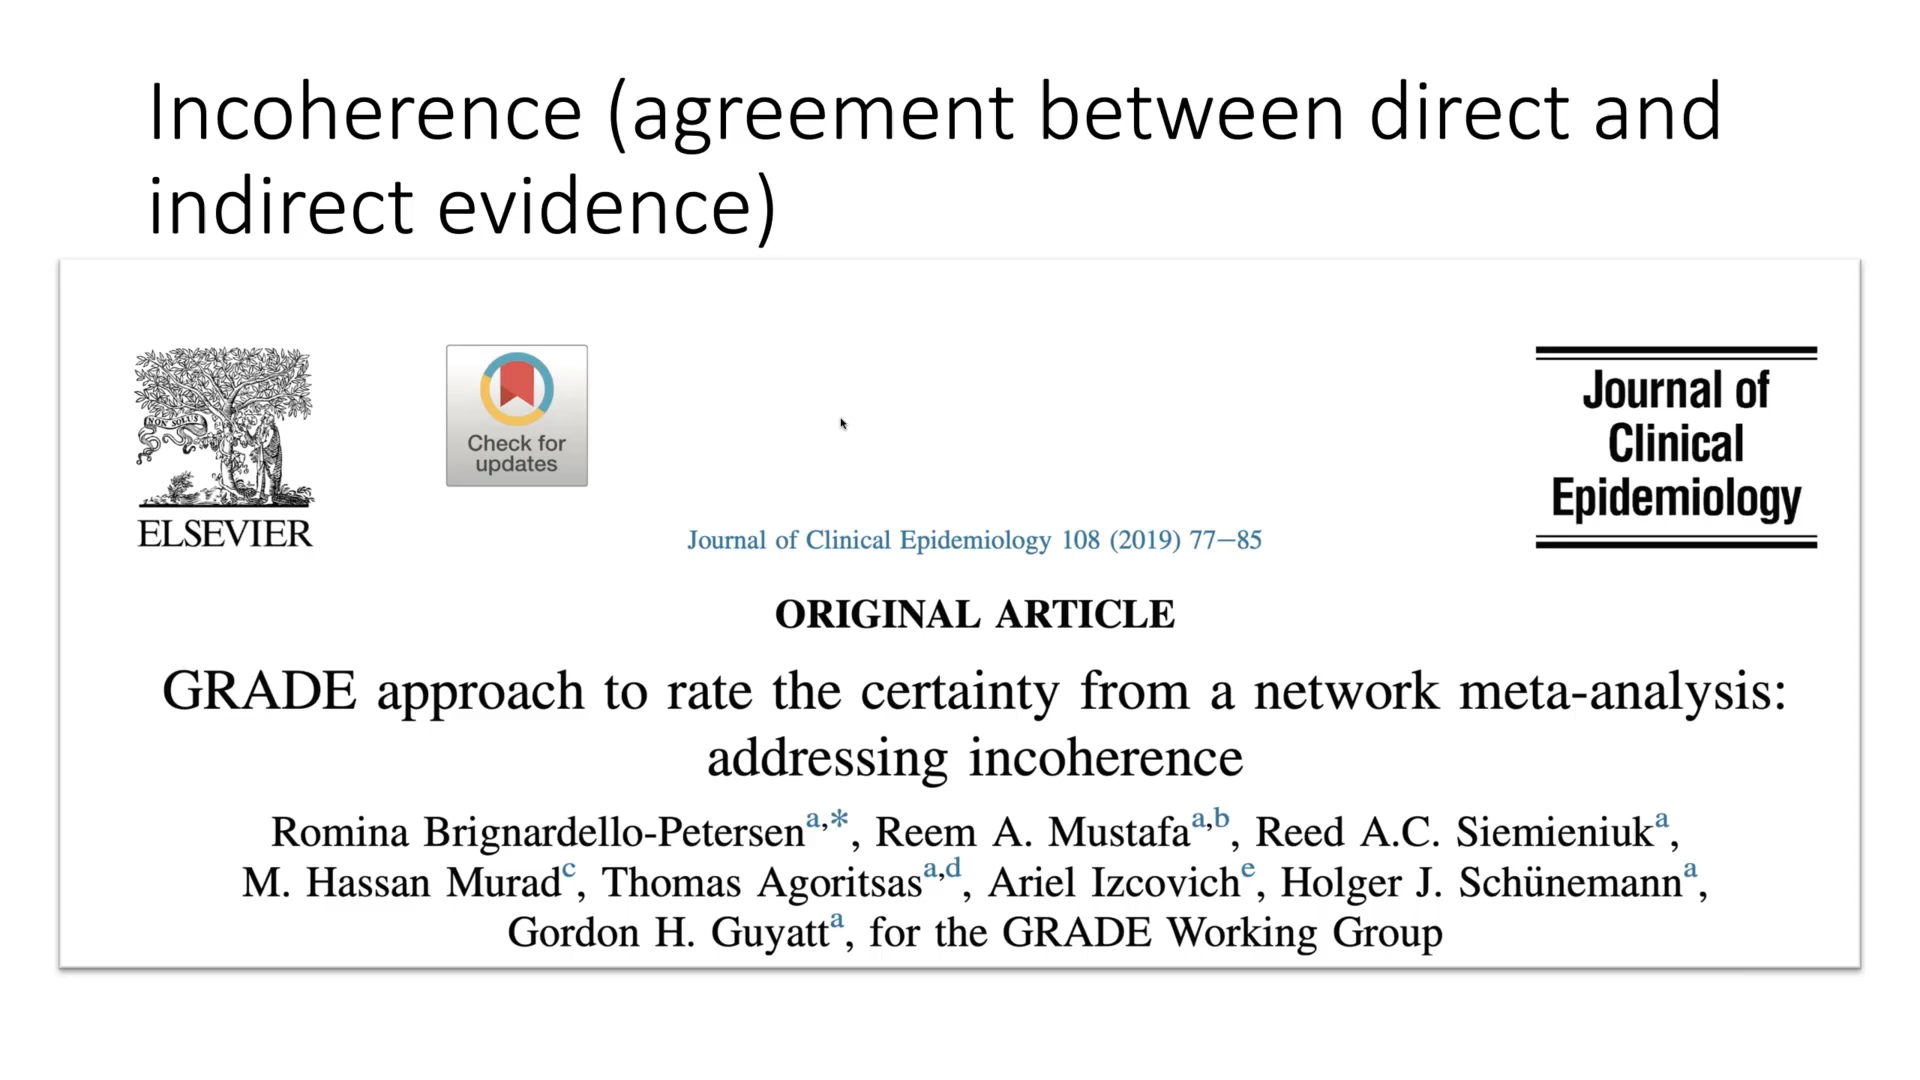 Incoherence (agreement between direct and
indirect evidence)
NON SOLUS
ELSEVIER
Check for
updates
Journal of
Clinical
Epidemiology
Journal of Clinical Epidemiology 108 (2019) 77–85
ORIGINAL ARTICLE
GRADE approach to rate the certainty from a network meta-analysis:
addressing incoherence
Romina Brignardello-Petersen^a,*, Reem A. Mustafa^a,b, Reed A.C. Siemieniuk^a,
M. Hassan Murad^c, Thomas Agoritsas^a,d, Ariel Izcovich^e, Holger J. Schünemann^a,
Gordon H. Guyatt^a, for the GRADE Working Group